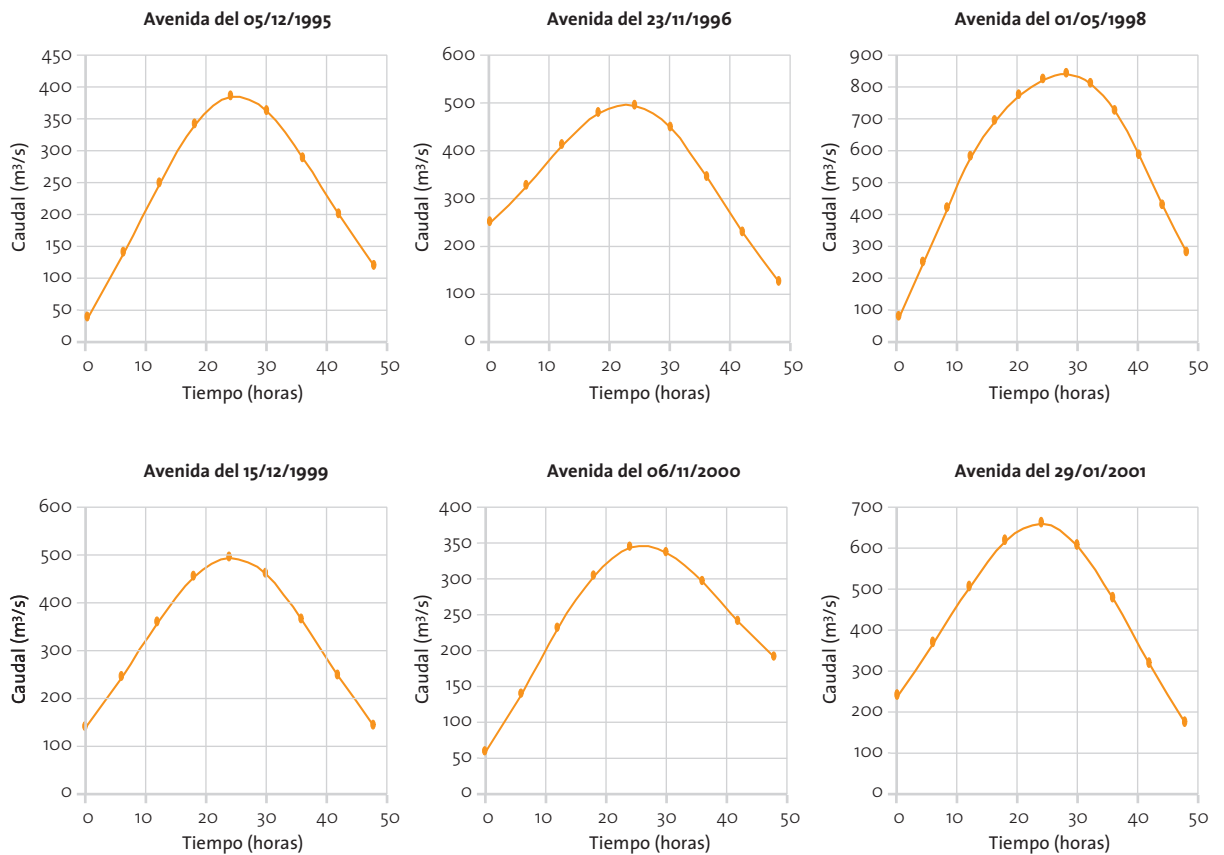 Avenida del 05/12/1995
450
400
350
300
250
200
150
100
50
0
Caudal (m³/s)
0 10 20 30 40 50
Tiempo (horas)
Avenida del 23/11/1996
600
500
400
300
200
100
0
Caudal (m³/s)
0 10 20 30 40 50
Tiempo (horas)
Avenida del 01/05/1998
900
800
700
600
500
400
300
200
100
0
Caudal (m³/s)
0 10 20 30 40 50
Tiempo (horas)
Avenida del 15/12/1999
600
500
400
300
200
100
0
Caudal (m³/s)
0 10 20 30 40 50
Tiempo (horas)
Avenida del 06/11/2000
400
350
300
250
200
150
100
50
0
Caudal (m³/s)
0 10 20 30 40 50
Tiempo (horas)
Avenida del 29/01/2001
700
600
500
400
300
200
100
0
Caudal (m³/s)
0 10 20 30 40 50
Tiempo (horas)